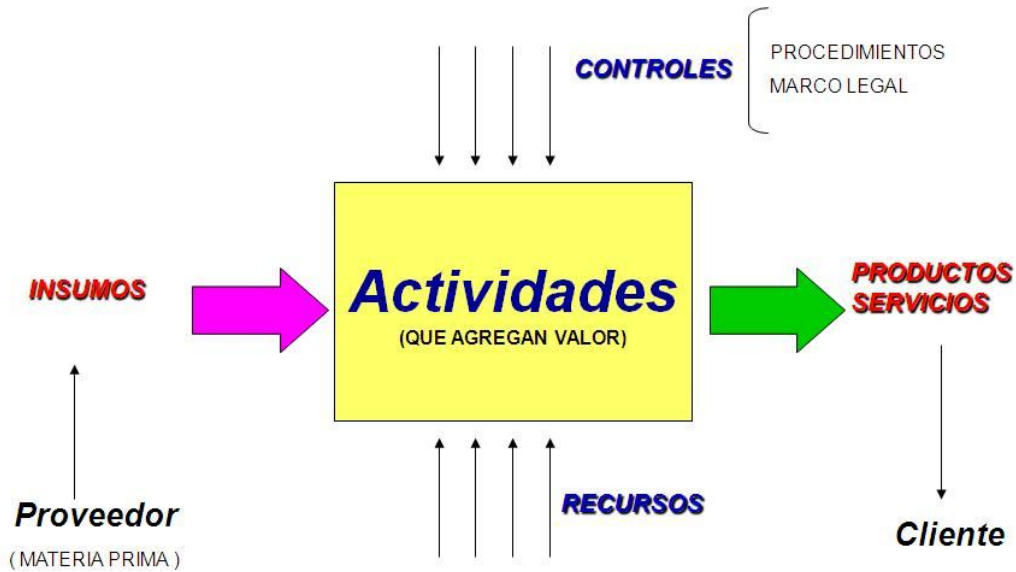 CONTROLES
PROCEDIMIENTOS
MARCO LEGAL
INSUMOS
Actividades
(QUE AGREGAN VALOR)
PRODUCTOS
SERVICIOS
RECURSOS
Proveedor
( MATERIA PRIMA )
Cliente